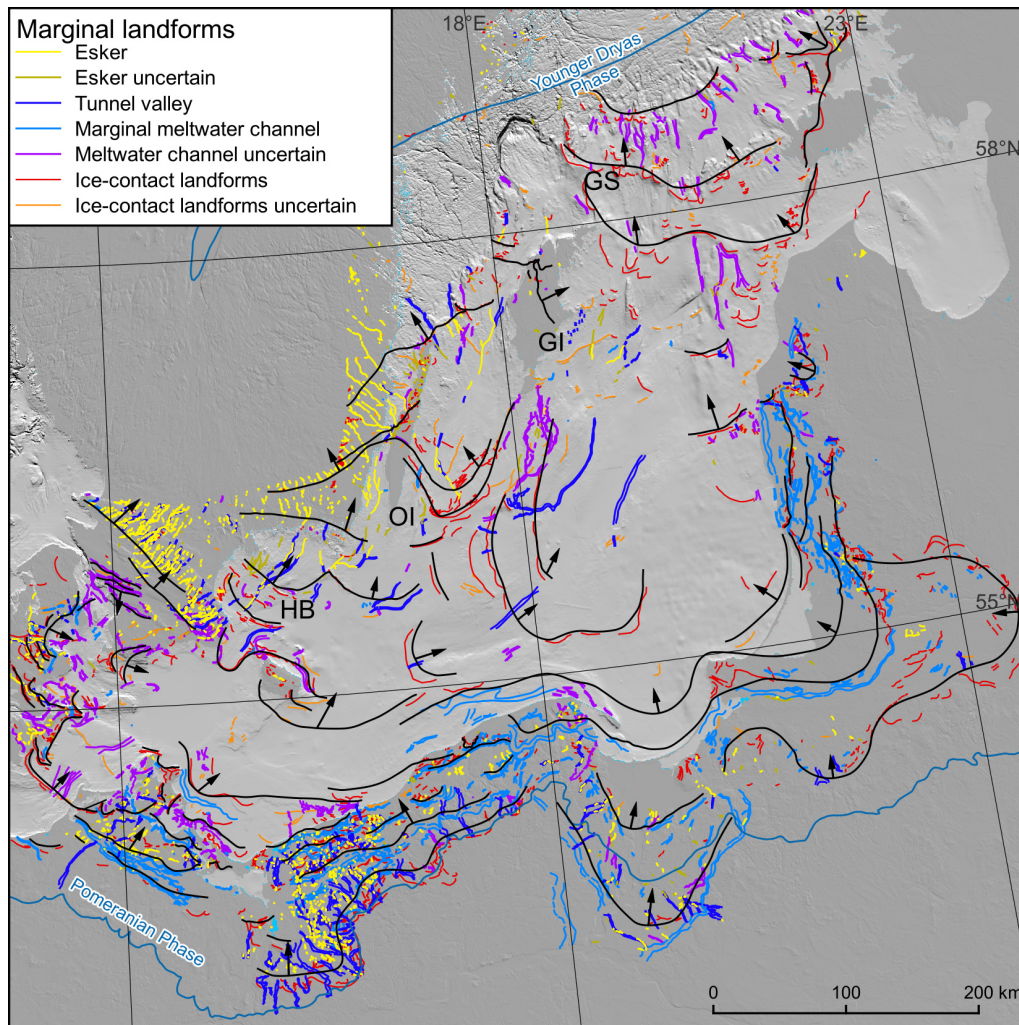 Marginal landforms
Esker
Esker uncertain
Tunnel valley
Marginal meltwater channel
Meltwater channel uncertain
Ice-contact landforms
Ice-contact landforms uncertain
18°E
23°E
Younger Dryas
Phase
58°N
GS
GI
OI
HB
55°N
Pomeranian Phase
0
100
200 km